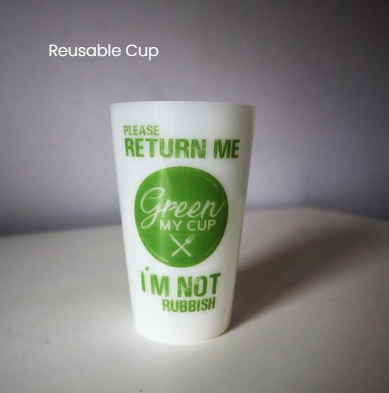 Reusable Cup
PLEASE
RETURN ME
Green
MY CUP
I'M NOT
RUBBISH